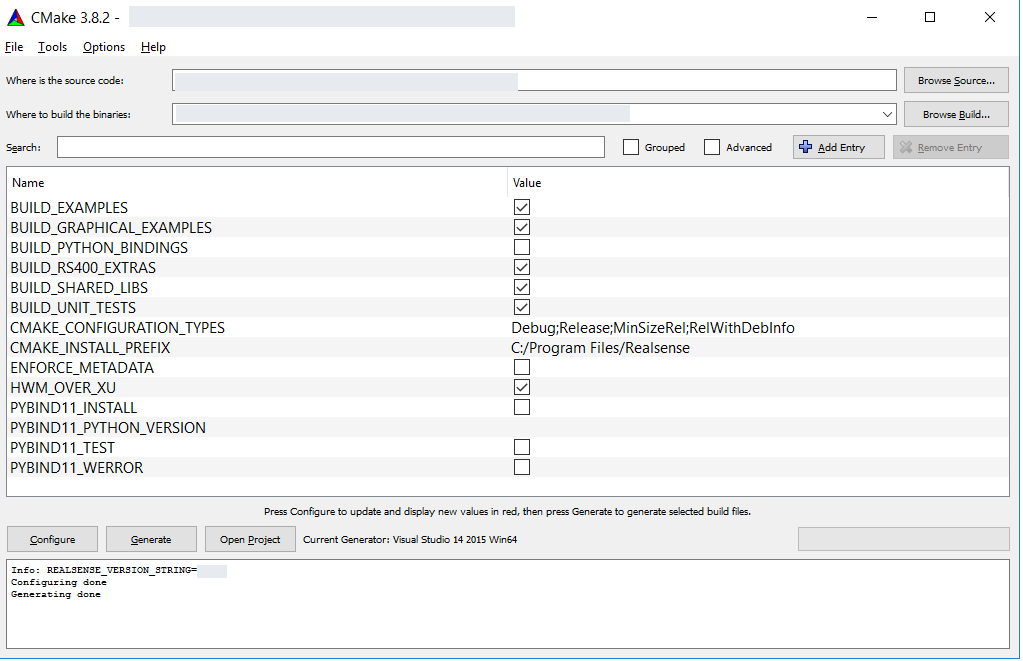 CMake 3.8.2 -
File Tools Options Help
Where is the source code: Browse Source...
Where to build the binaries: Browse Build...
Search: Grouped Advanced Add Entry Remove Entry
Name Value
BUILD_EXAMPLES
BUILD_GRAPHICAL_EXAMPLES
BUILD_PYTHON_BINDINGS
BUILD_RS400_EXTRAS
BUILD_SHARED_LIBS
BUILD_UNIT_TESTS
CMAKE_CONFIGURATION_TYPES Debug;Release;MinSizeRel;RelWithDebInfo
CMAKE_INSTALL_PREFIX C:/Program Files/Realsense
ENFORCE_METADATA
HWM_OVER_XU
PYBIND11_INSTALL
PYBIND11_PYTHON_VERSION
PYBIND11_TEST
PYBIND11_WERROR
Press Configure to update and display new values in red, then press Generate to generate selected build files.
Configure Generate Open Project Current Generator: Visual Studio 14 2015 Win64
Info: REALSENSE_VERSION_STRING=
Configuring done
Generating done